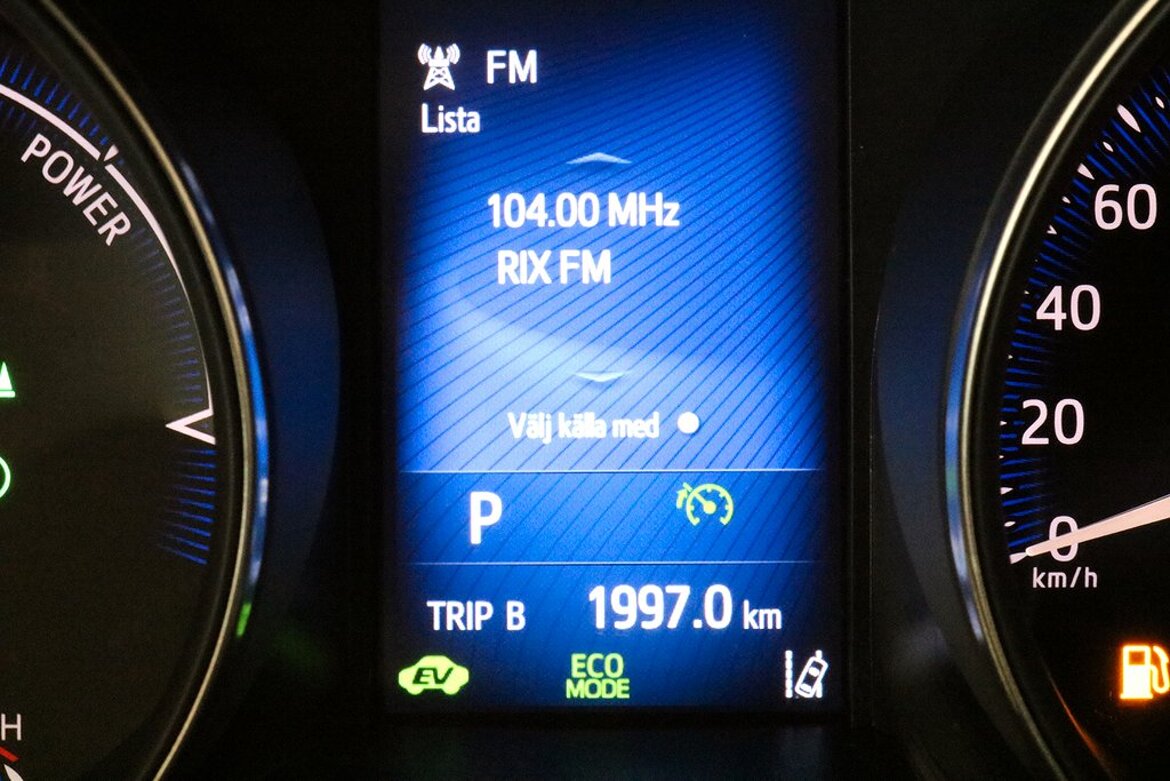 FM
Lista
104.00 MHz
RIX FM
Välj källa med
P
TRIP B 1997.0 km
EV
ECO
MODE
POWER
H
60
40
20
0
km/h